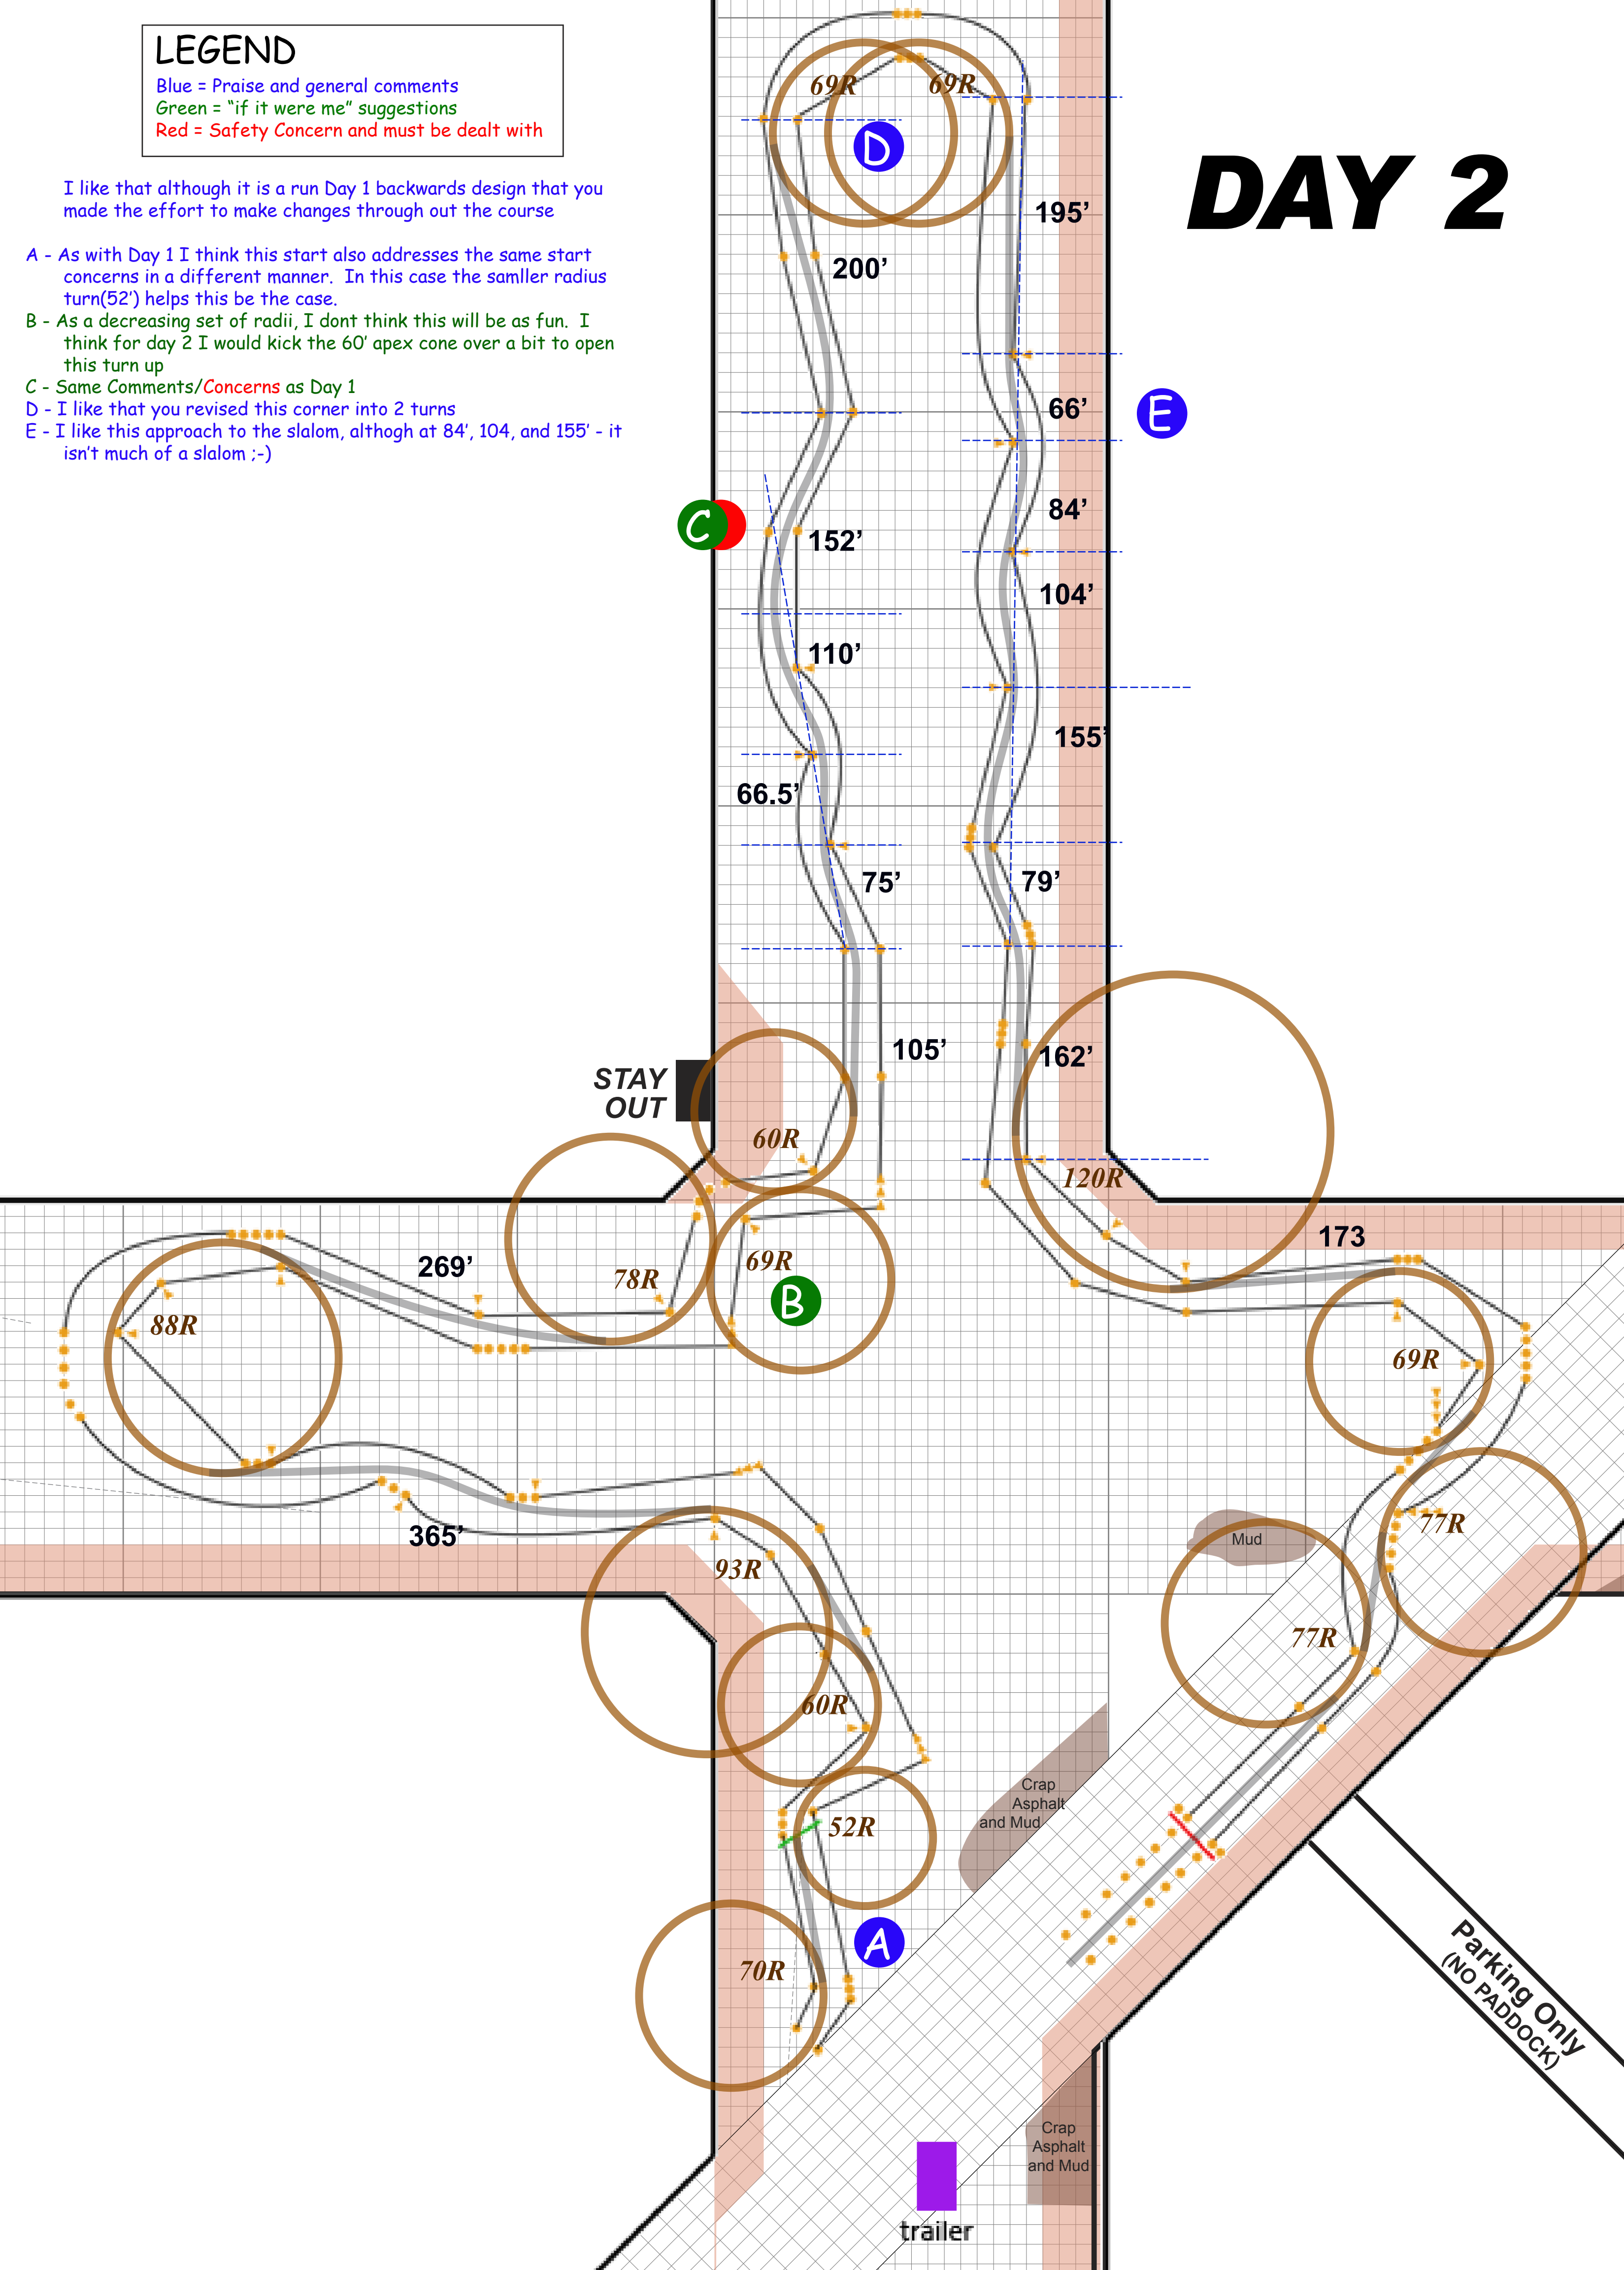 LEGEND
Blue = Praise and general comments
Green = “if it were me” suggestions
Red = Safety Concern and must be dealt with
DAY 2
I like that although it is a run Day 1 backwards design that you
made the effort to make changes through out the course
A - As with Day 1 I think this start also addresses the same start
concerns in a different manner. In this case the samller radius
turn(52’) helps this be the case.
B - As a decreasing set of radii, I dont think this will be as fun. I
think for day 2 I would kick the 60’ apex cone over a bit to open
this turn up
C - Same Comments/Concerns as Day 1
D - I like that you revised this corner into 2 turns
E - I like this approach to the slalom, althogh at 84’, 104, and 155’ - it
isn’t much of a slalom ;-)
69R
69R
D
195’
200’
66’
E
84’
C
152’
104’
110’
155’
66.5’
75’
79’
105’
162’
STAY
OUT
60R
120R
173
269’
69R
78R
B
88R
69R
365’
77R
Mud
93R
77R
60R
Crap
Asphalt
and Mud
52R
A
70R
Parking Only
(NO PADDOCK)
Crap
Asphalt
and Mud
trailer